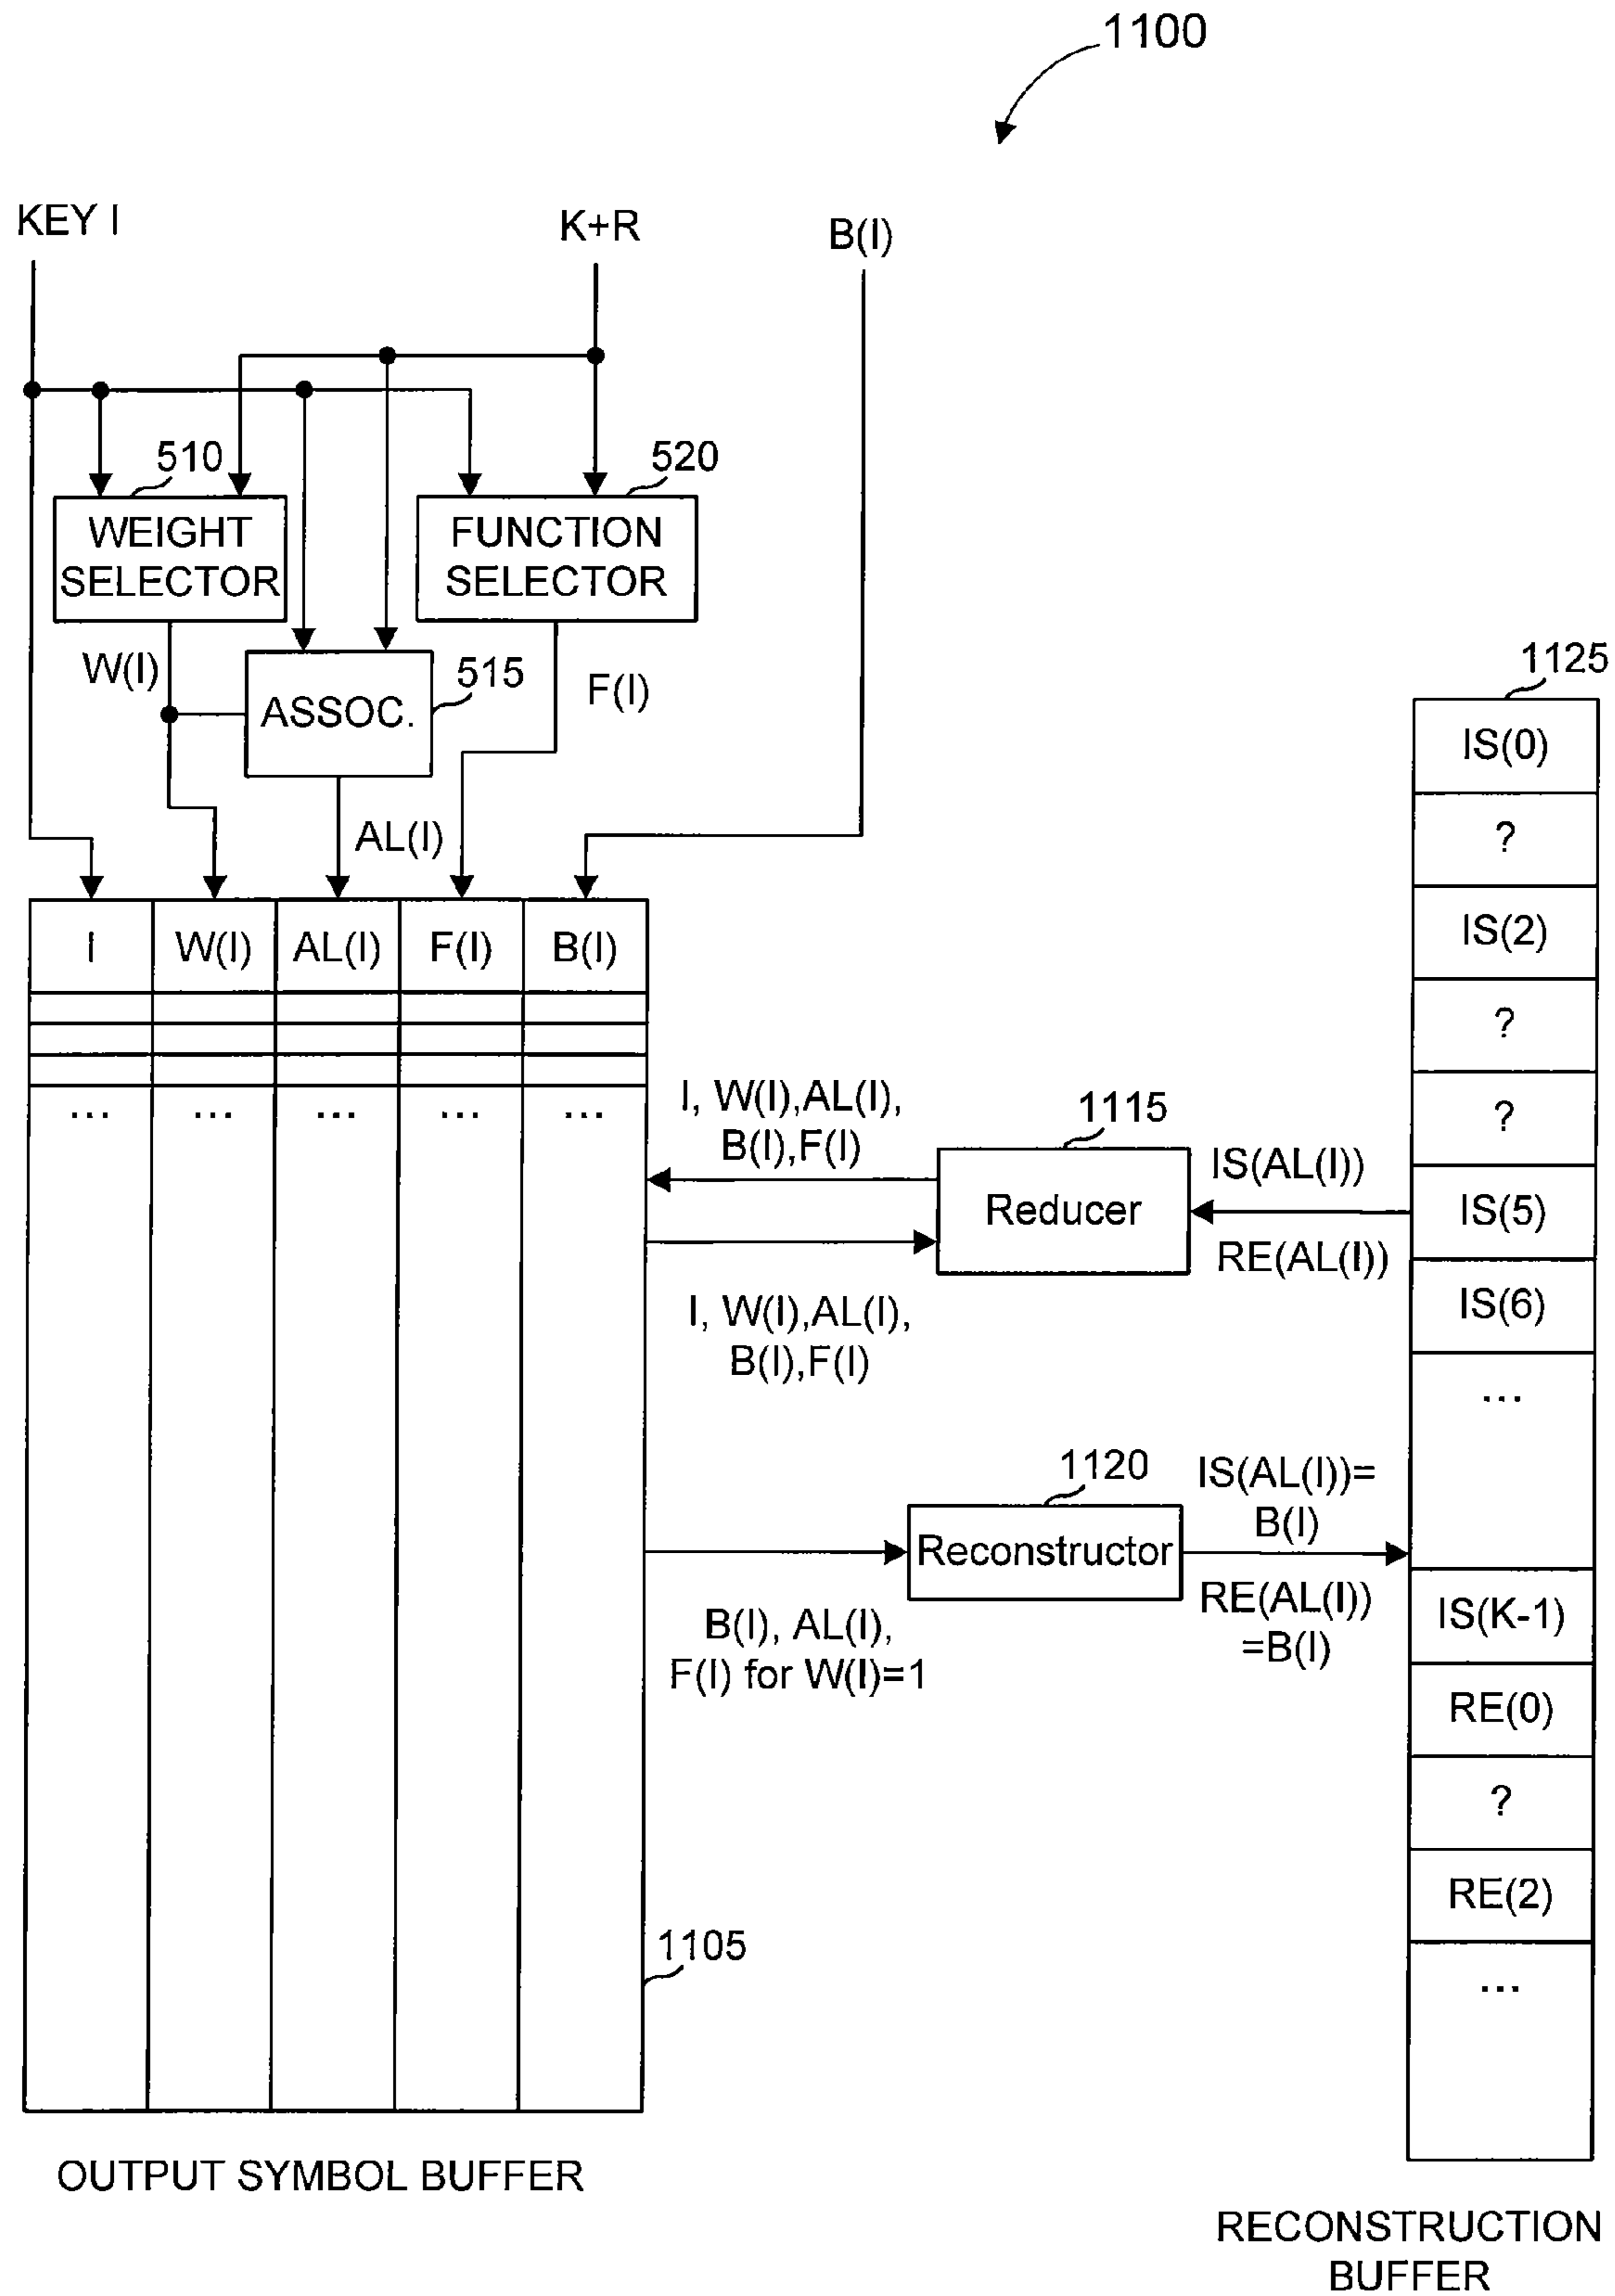 1100
KEY I
K+R
B(I)
510
520
WEIGHT
SELECTOR
FUNCTION
SELECTOR
W(I)
515
F(I)
ASSOC.
AL(I)
I
W(I)
AL(I)
F(I)
B(I)
...
...
...
...
...
I, W(I),AL(I),
B(I),F(I)
1115
Reducer
IS(AL(I))
RE(AL(I))
I, W(I),AL(I),
B(I),F(I)
1120
Reconstructor
IS(AL(I))=
B(I)
RE(AL(I))
=B(I)
B(I), AL(I),
F(I) for W(I)=1
1105
OUTPUT SYMBOL BUFFER
1125
IS(0)
?
IS(2)
?
?
IS(5)
IS(6)
...
IS(K-1)
RE(0)
?
RE(2)
...
RECONSTRUCTION
BUFFER